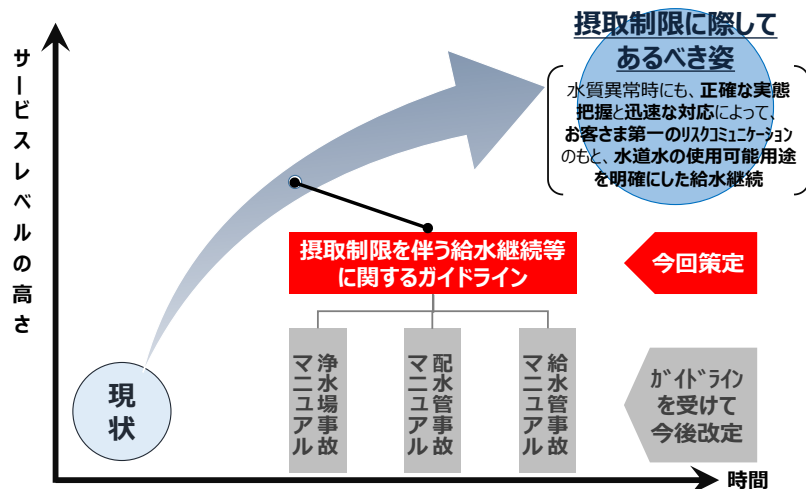 サービスレベルの高さ
摂取制限に際して
あるべき姿
水質異常時にも、正確な実態
把握と迅速な対応によって、
お客さま第一のﾘｽｸｺﾐｭﾆｹｰｼｮﾝ
のもと、水道水の使用可能用途
を明確にした給水継続
摂取制限を伴う給水継続等
に関するガイドライン
今回策定
浄水場事故
マニュアル
配水管事故
マニュアル
給水管事故
マニュアル
ｶﾞｲﾄﾞﾗｲﾝ
を受けて
今後改定
現
状
時間